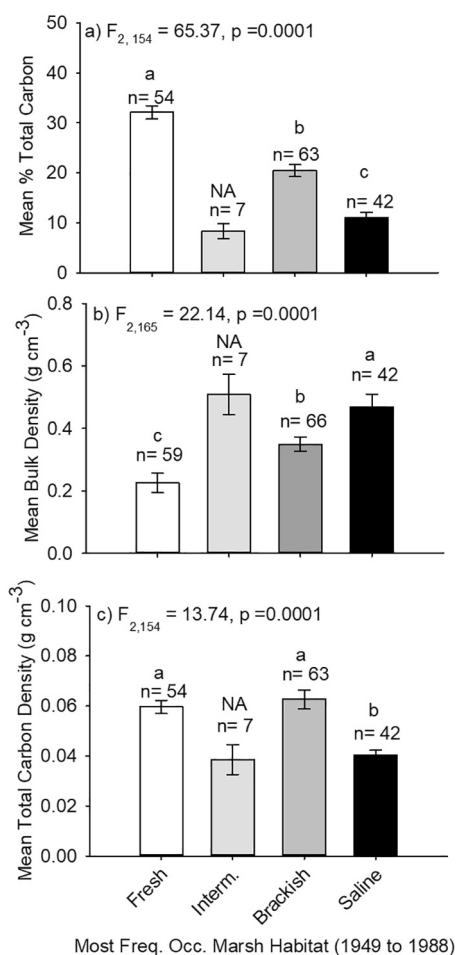 a) F2, 154 = 65.37, p =0.0001
50
40
30
20
10
0
Mean % Total Carbon
a
n= 54
NA
n= 7
b
n= 63
c
n= 42
b) F2,165 = 22.14, p =0.0001
0.8
0.6
0.4
0.2
0.0
Mean Bulk Density (g cm-3)
c
n= 59
NA
n= 7
b
n= 66
a
n= 42
c) F2,154 = 13.74, p =0.0001
0.10
0.08
0.06
0.04
0.02
0.00
Mean Total Carbon Density (g cm-3)
a
n= 54
NA
n= 7
a
n= 63
b
n= 42
Fresh
Interm.
Brackish
Saline
Most Freq. Occ. Marsh Habitat (1949 to 1988)